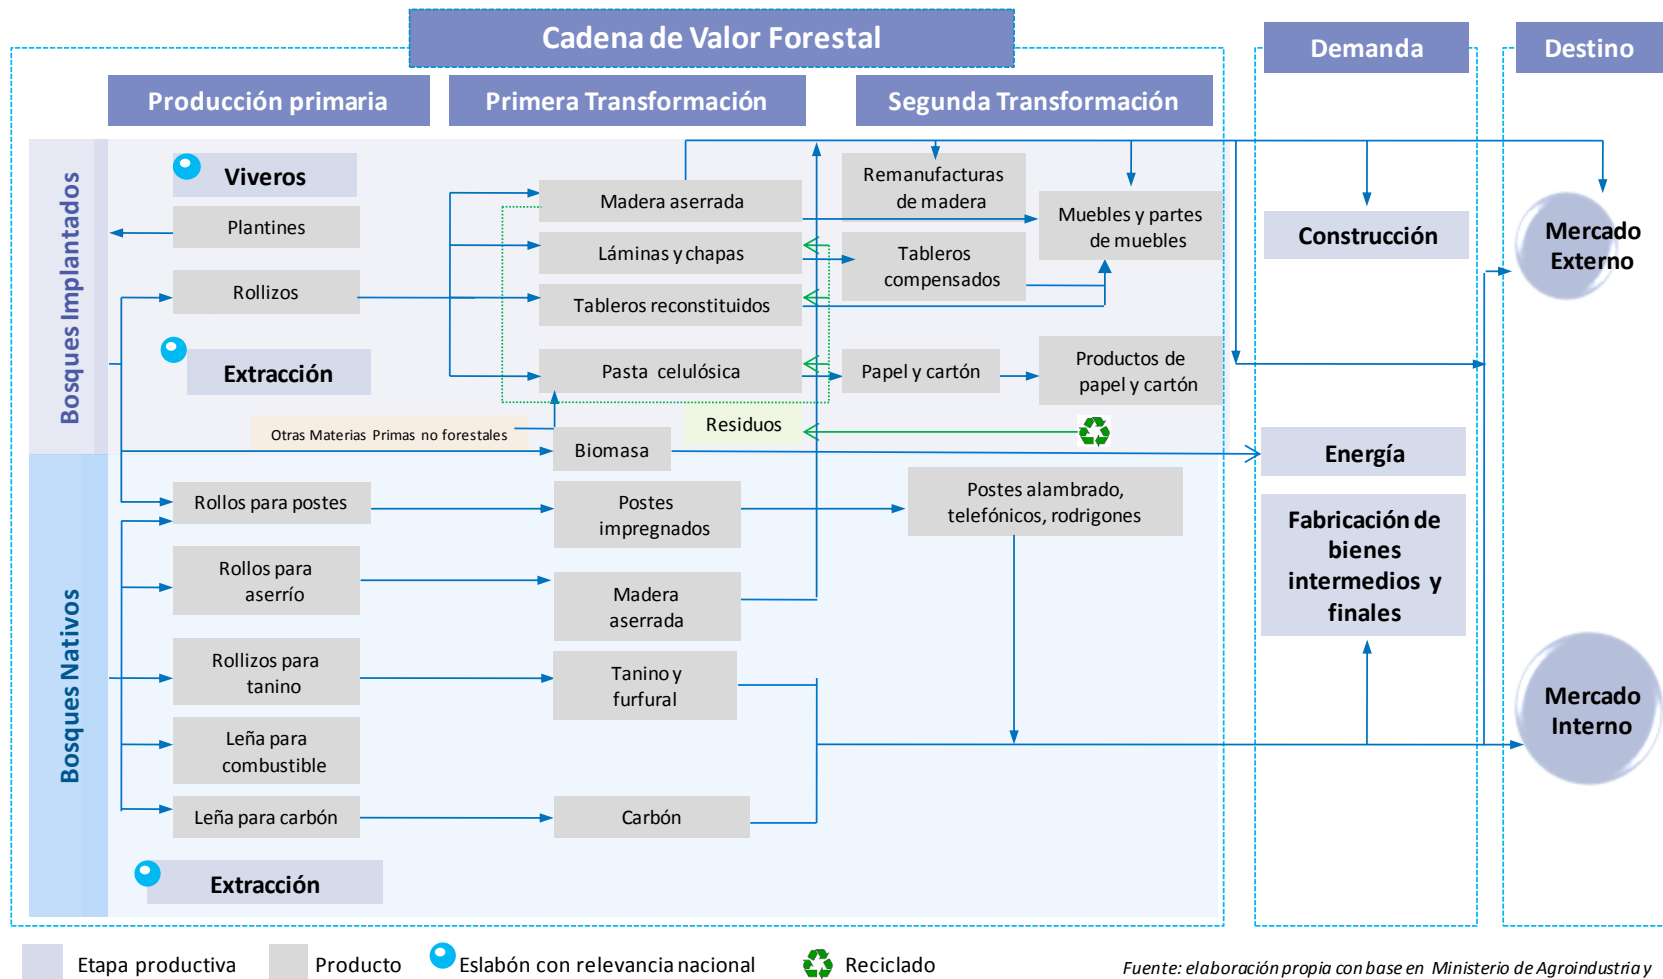 Cadena de Valor Forestal
Demanda
Destino
Producción primaria
Primera Transformación
Segunda Transformación
Bosques Implantados
Viveros
Plantines
Rollizos
Extracción
Madera aserrada
Láminas y chapas
Tableros reconstituidos
Pasta celulósica
Remanufacturas
de madera
Muebles y partes
de muebles
Tableros
compensados
Papel y cartón
Productos de
papel y cartón
Otras Materias Primas no forestales
Residuos
Biomasa
Construcción
Energía
Fabricación de
bienes
intermedios y
finales
Mercado
Externo
Mercado
Interno
Bosques Nativos
Rollos para postes
Postes
impregnados
Postes alambrado,
telefónicos, rodrigones
Rollos para
aserrío
Madera
aserrada
Rollizos para
tanino
Tanino y
furfural
Leña para
combustible
Leña para carbón
Carbón
Extracción
Etapa productiva
Producto
Eslabón con relevancia nacional
Reciclado
Fuente: elaboración propia con base en Ministerio de Agroindustria y